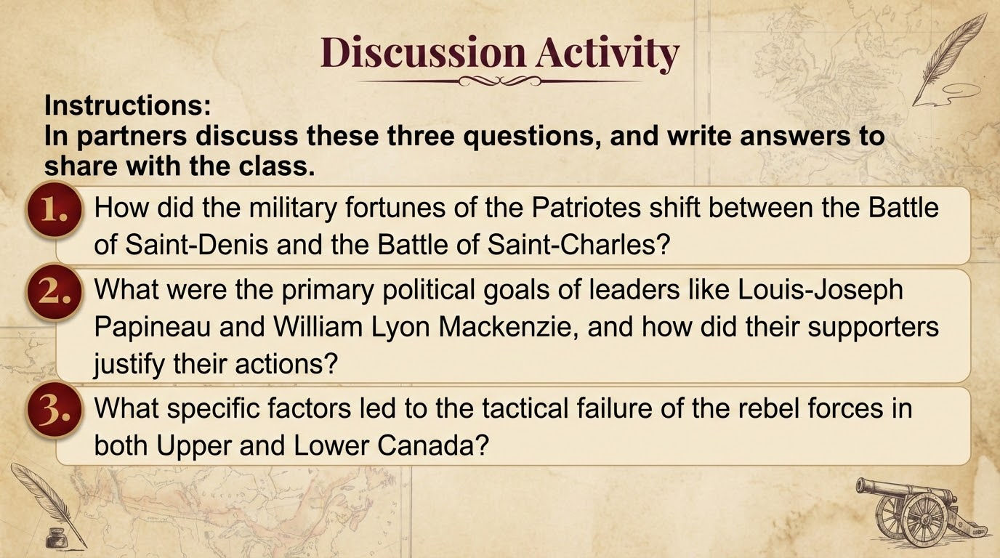 Discussion Activity
Instructions:
In partners discuss these three questions, and write answers to
share with the class.
1. How did the military fortunes of the Patriotes shift between the Battle
of Saint-Denis and the Battle of Saint-Charles?
2. What were the primary political goals of leaders like Louis-Joseph
Papineau and William Lyon Mackenzie, and how did their supporters
justify their actions?
3. What specific factors led to the tactical failure of the rebel forces in
both Upper and Lower Canada?